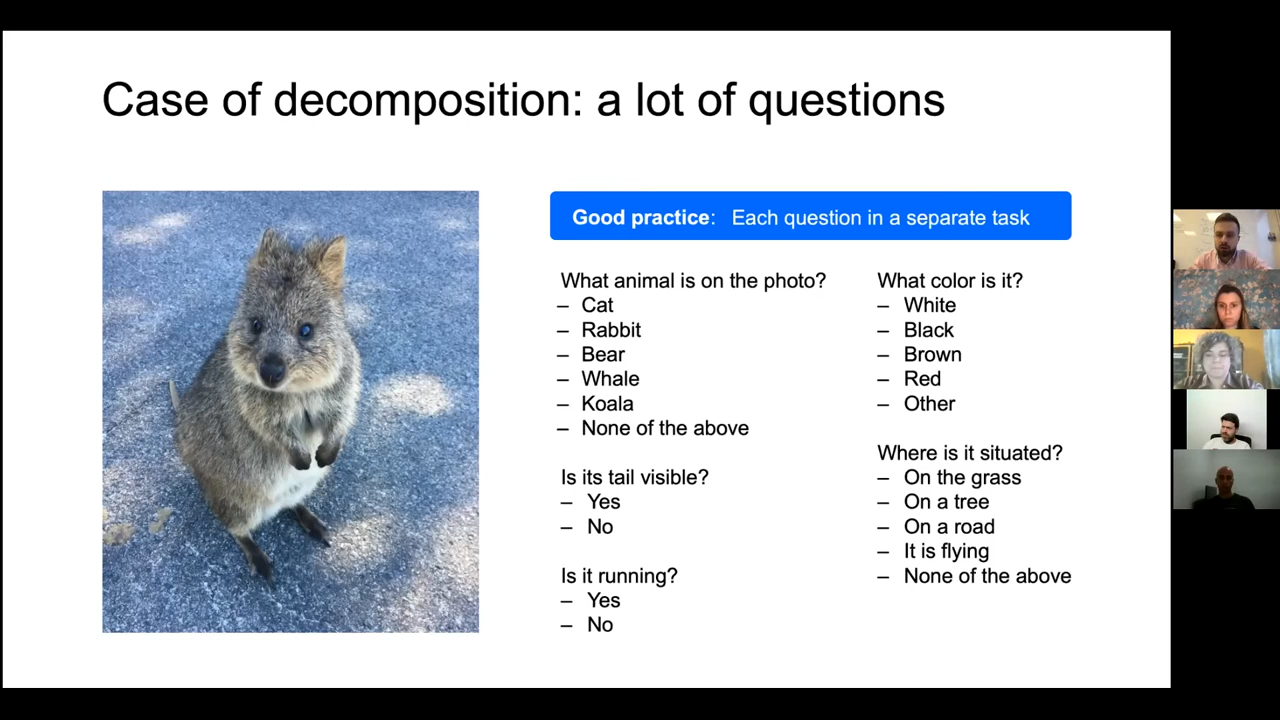 Case of decomposition: a lot of questions
Good practice: Each question in a separate task
What animal is on the photo?
– Cat
– Rabbit
– Bear
– Whale
– Koala
– None of the above
Is its tail visible?
– Yes
– No
Is it running?
– Yes
– No
What color is it?
– White
– Black
– Brown
– Red
– Other
Where is it situated?
– On the grass
– On a tree
– On a road
– It is flying
– None of the above